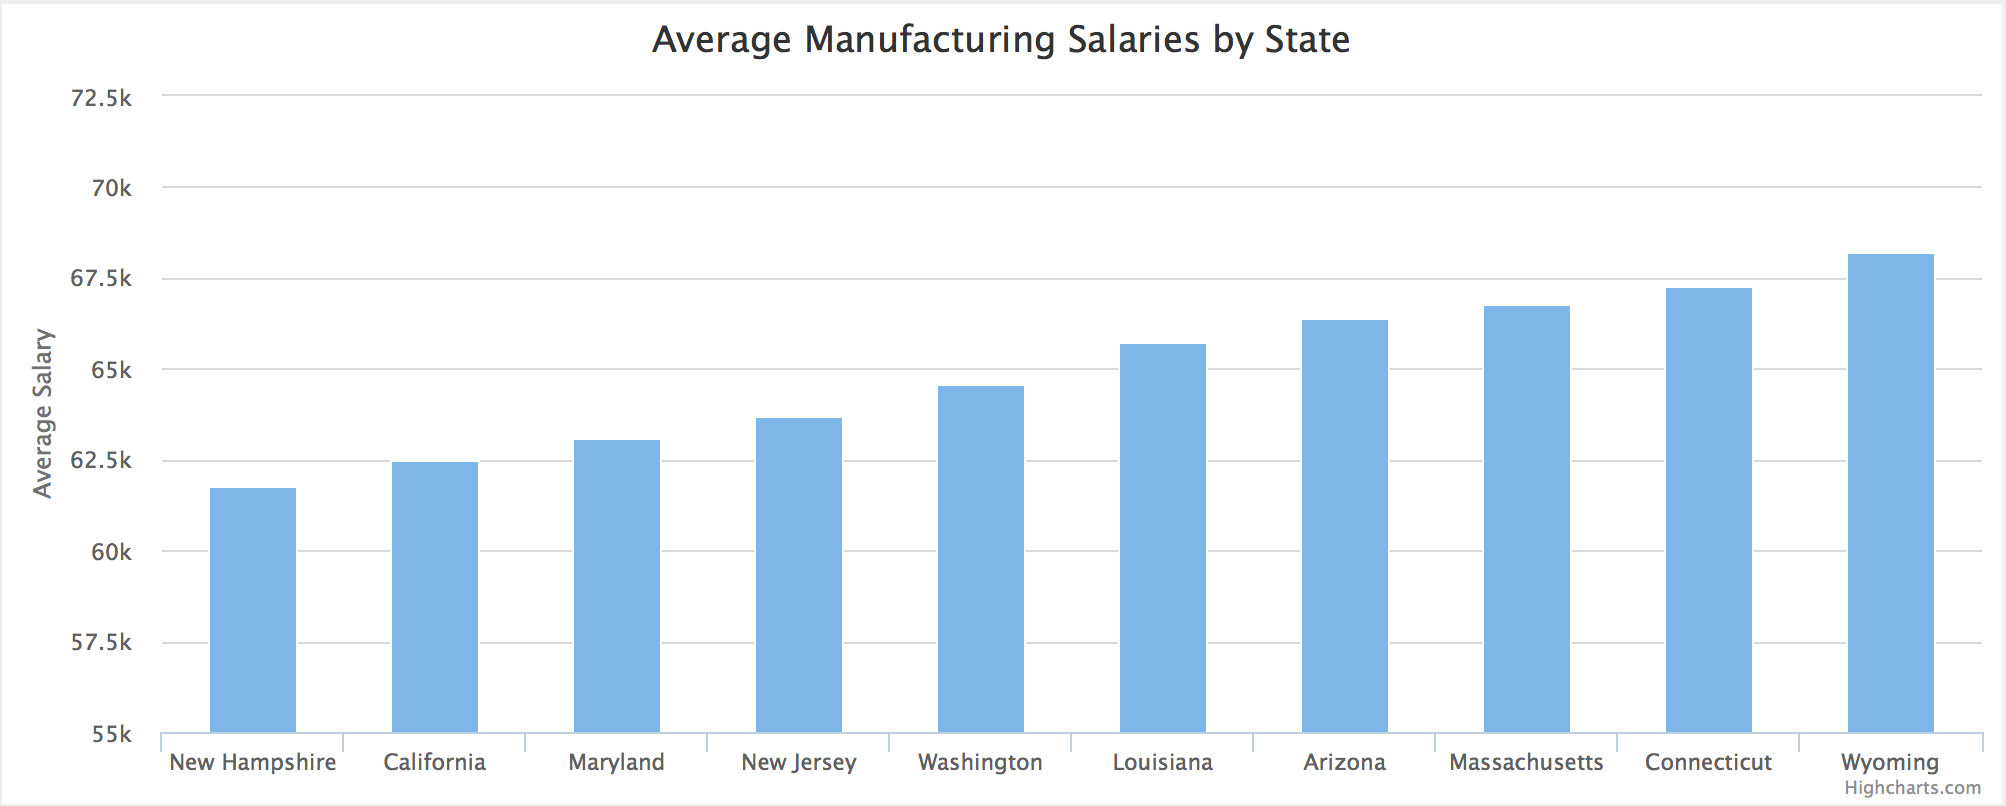 Average Manufacturing Salaries by State
Average Salary
72.5k
70k
67.5k
65k
62.5k
60k
57.5k
55k
New Hampshire
California
Maryland
New Jersey
Washington
Louisiana
Arizona
Massachusetts
Connecticut
Wyoming
Highcharts.com